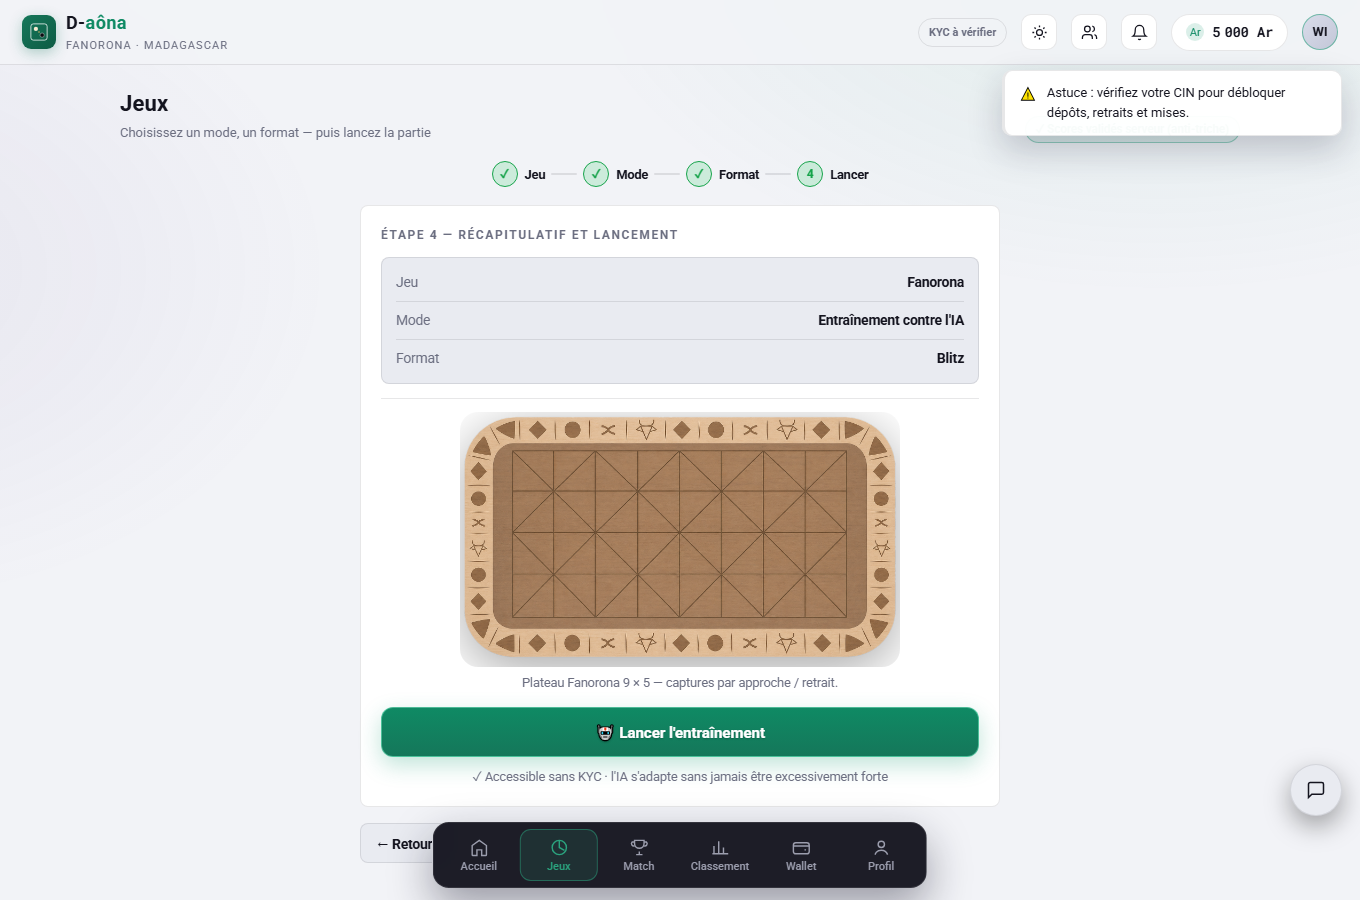 D-aôna
FANORONA · MADAGASCAR
KYC à vérifier
Ar 5 000 Ar
WI
Astuce : vérifiez votre CIN pour débloquer
dépôts, retraits et mises.
Jeux
Choisissez un mode, un format — puis lancez la partie
✓ Jeu ✓ Mode ✓ Format 4 Lancer
ÉTAPE 4 — RÉCAPITULATIF ET LANCEMENT
Jeu Fanorona
Mode Entraînement contre l'IA
Format Blitz
Plateau Fanorona 9 × 5 — captures par approche / retrait.
Lancer l'entraînement
✓ Accessible sans KYC · l'IA s'adapte sans jamais être excessivement forte
← Retour
Accueil Jeux Match Classement Wallet Profil